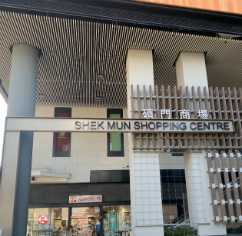 石門商場
SHEK MUN SHOPPING CENTRE